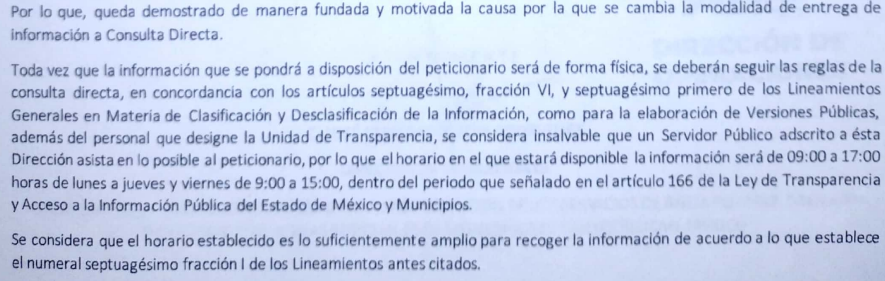 Por lo que, queda demostrado de manera fundada y motivada la causa por la que se cambia la modalidad de entrega de
información a Consulta Directa.
Toda vez que la información que se pondrá a disposición del peticionario será de forma física, se deberán seguir las reglas de la
consulta directa, en concordancia con los artículos septuagésimo, fracción VI, y septuagésimo primero de los Lineamientos
Generales en Materia de Clasificación y Desclasificación de la Información, como para la elaboración de Versiones Públicas,
además del personal que designe la Unidad de Transparencia, se considera insalvable que un Servidor Público adscrito a ésta
Dirección asista en lo posible al peticionario, por lo que el horario en el que estará disponible la información será de 09:00 a 17:00
horas de lunes a jueves y viernes de 9:00 a 15:00, dentro del periodo que señalado en el artículo 166 de la Ley de Transparencia
y Acceso a la Información Pública del Estado de México y Municipios.
Se considera que el horario establecido es lo suficientemente amplio para recoger la información de acuerdo a lo que establece
el numeral septuagésimo fracción I de los Lineamientos antes citados.